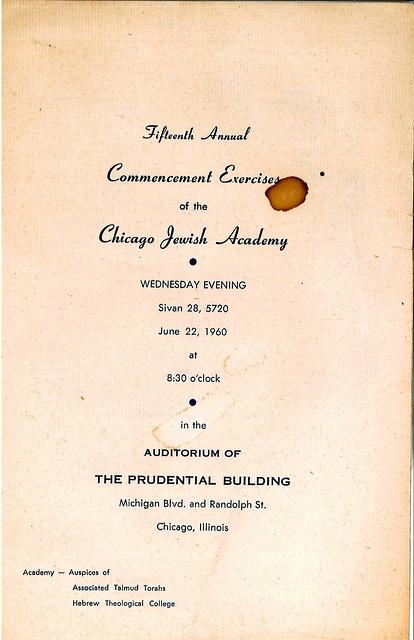 Fifteenth Annual
Commencement Exercises
of the
Chicago Jewish Academy
WEDNESDAY EVENING
Sivan 28, 5720
June 22, 1960
at
8:30 o'clock
in the
AUDITORIUM OF
THE PRUDENTIAL BUILDING
Michigan Blvd. and Randolph St.
Chicago, Illinois
Academy — Auspices of
Associated Talmud Torahs
Hebrew Theological College